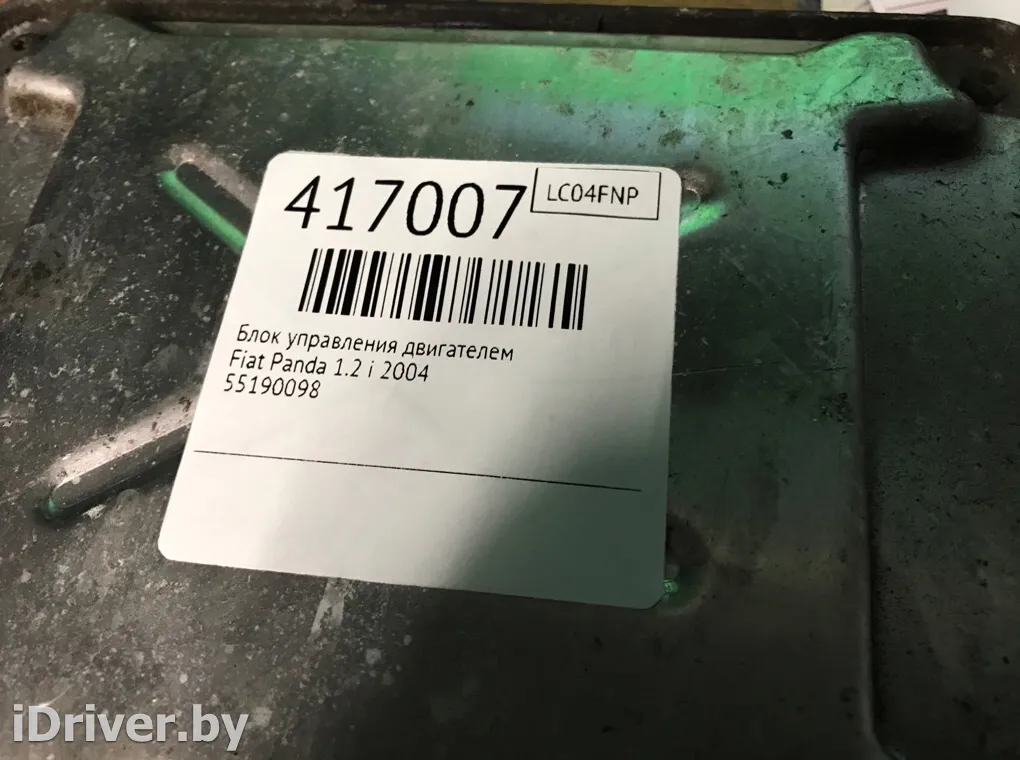 417007
LC04FNP
Блок управления двигателем
Fiat Panda 1.2 i 2004
55190098
iDriver.by